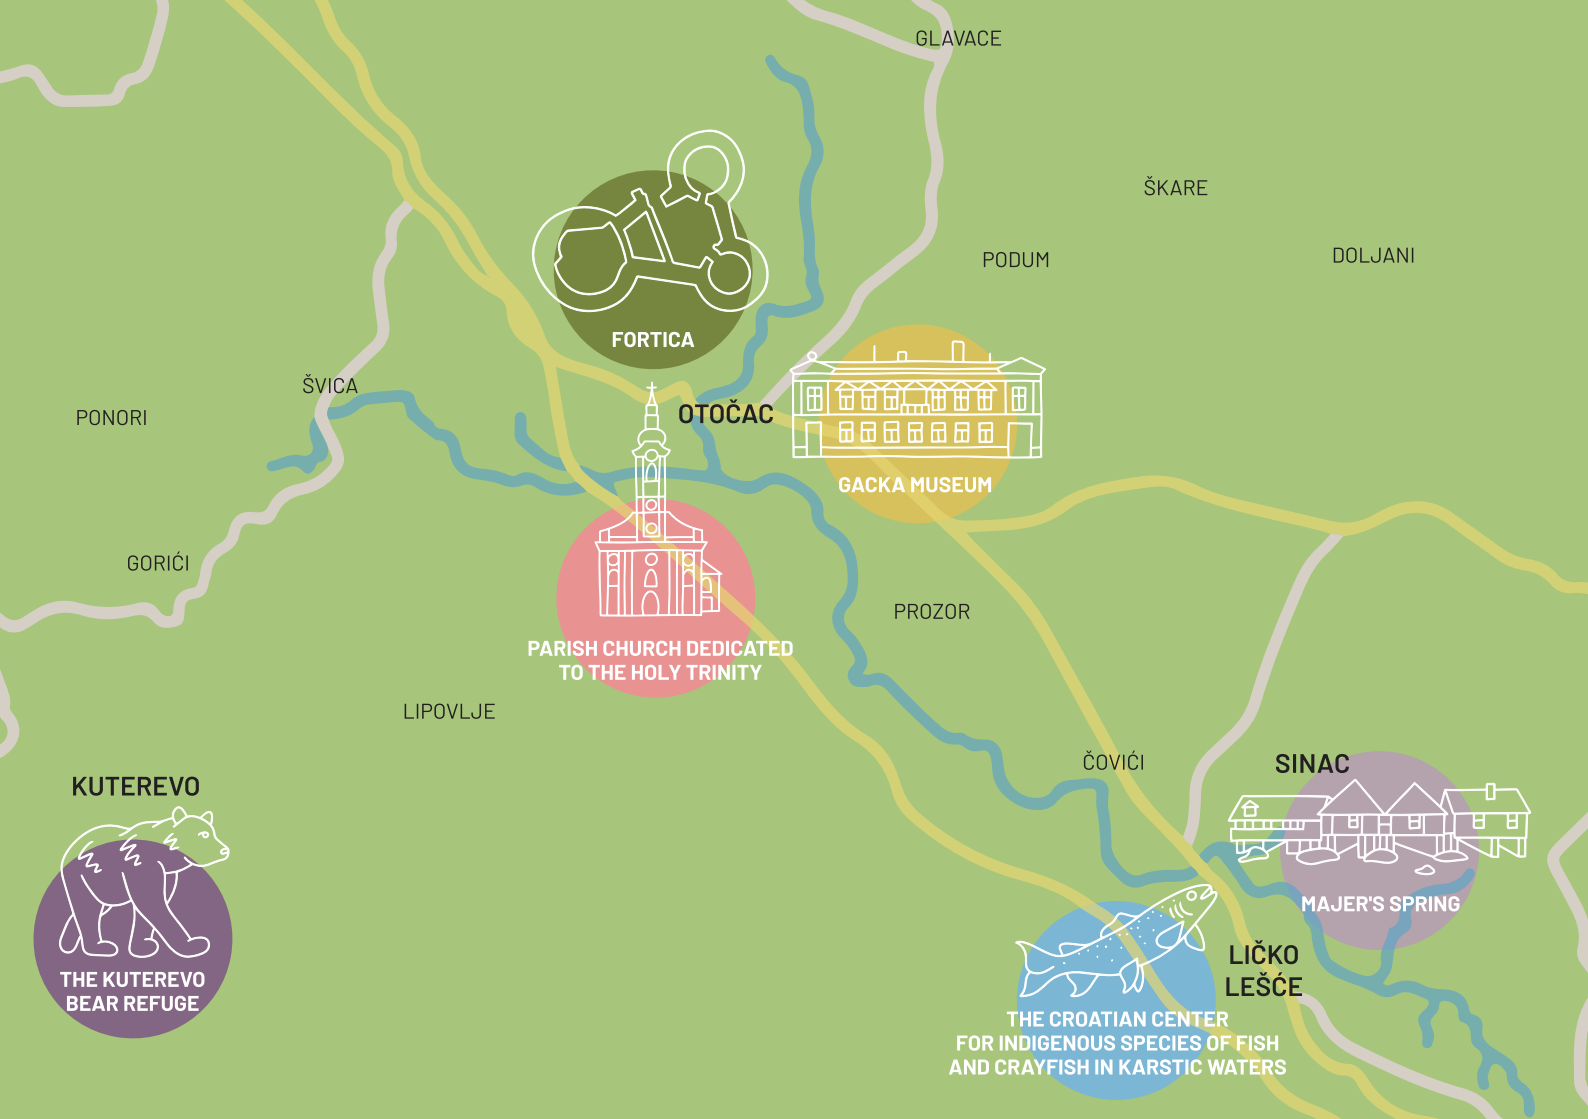 GLAVACE
ŠKARE
DOLJANI
PODUM
FORTICA
ŠVICA
PONORI
OTOČAC
GACKA MUSEUM
GORIĆI
PROZOR
PARISH CHURCH DEDICATED
TO THE HOLY TRINITY
LIPOVLJE
ČOVIĆI
SINAC
KUTEREVO
MAJER'S SPRING
LIČKO
LEŠĆE
THE KUTEREVO
BEAR REFUGE
THE CROATIAN CENTER
FOR INDIGENOUS SPECIES OF FISH
AND CRAYFISH IN KARSTIC WATERS